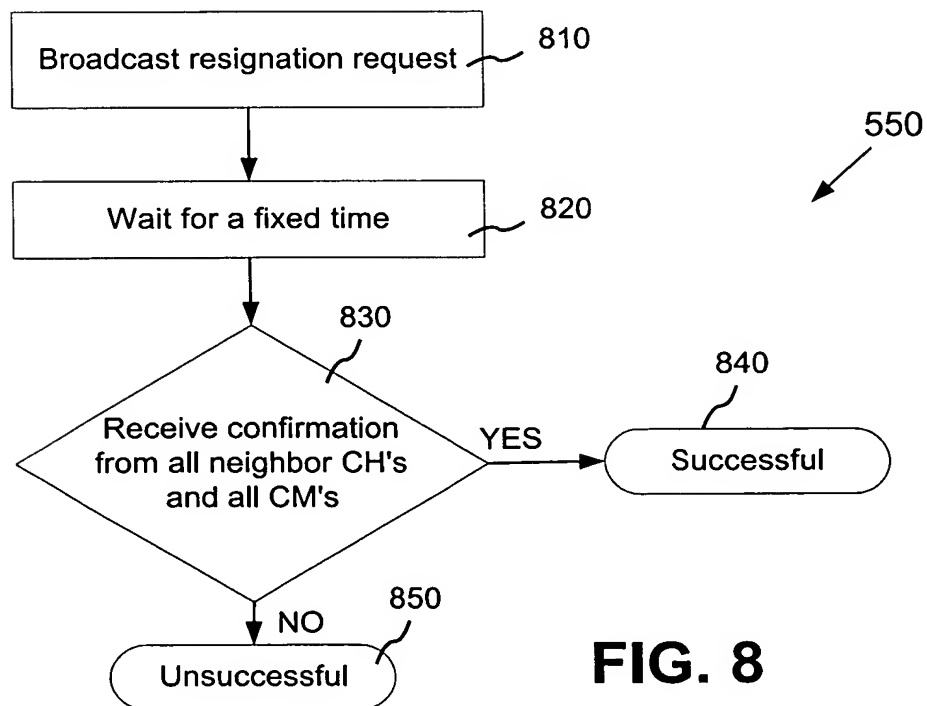 Broadcast resignation request
810
550
Wait for a fixed time
820
830
Receive confirmation
from all neighbor CH's
and all CM's
YES
840
Successful
NO
850
Unsuccessful
FIG. 8